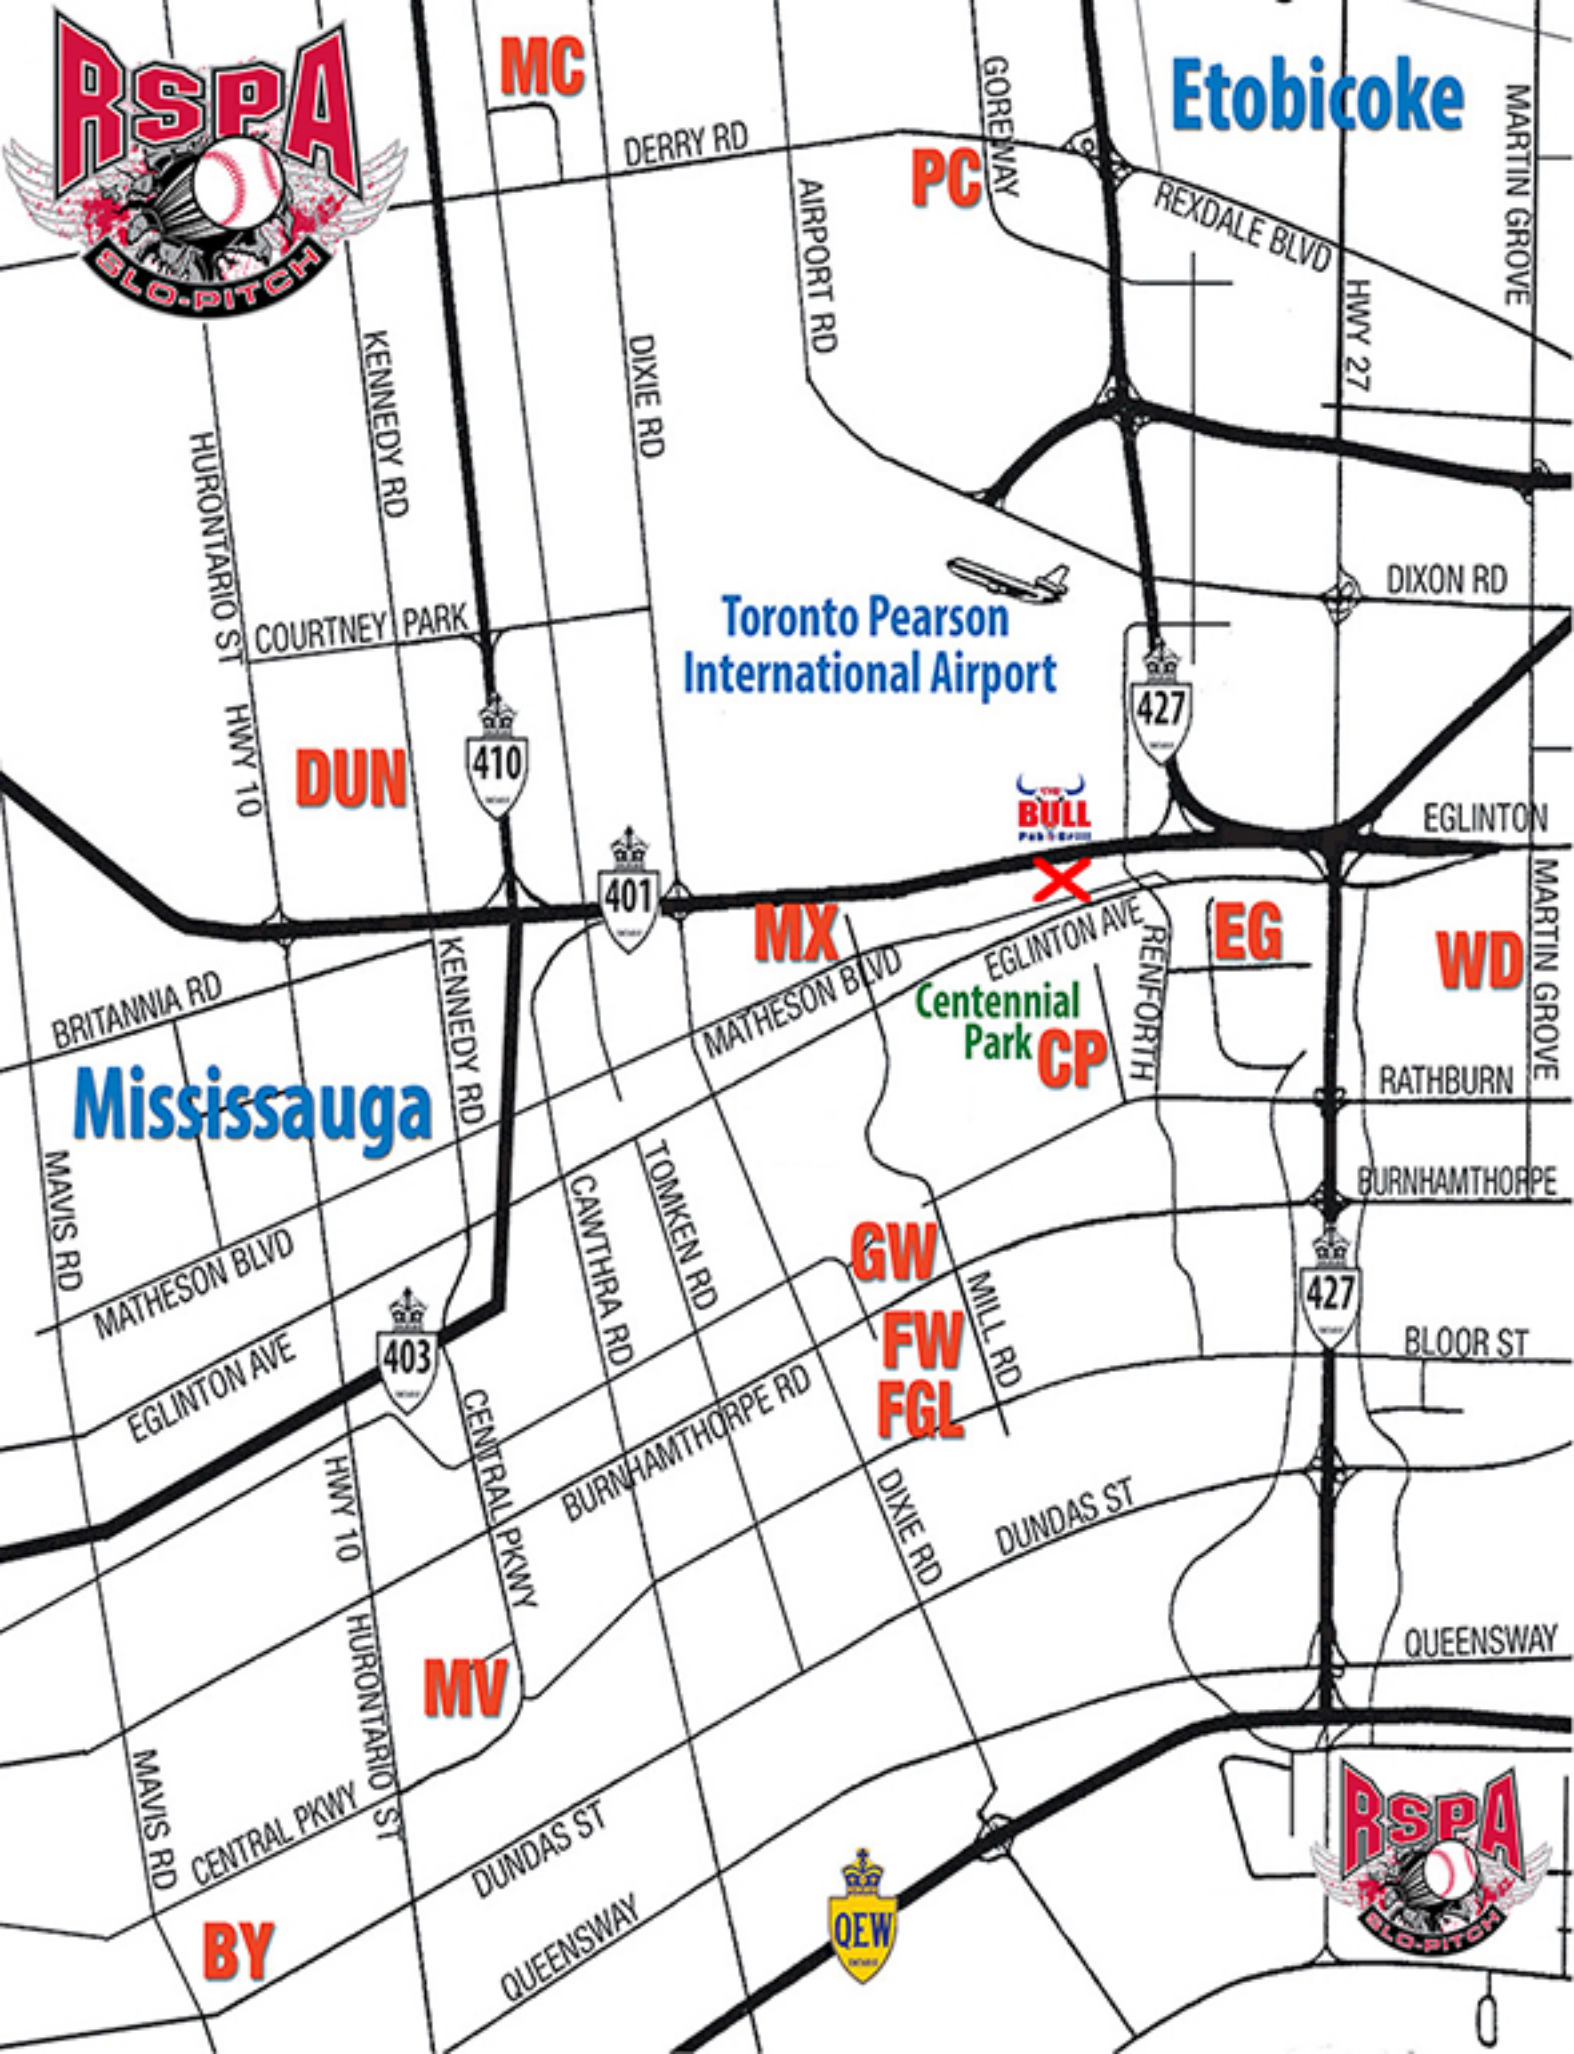 RSPA
SLO-PITCH
MC
DERRY RD
GOREWAY
PC
Etobicoke
MARTIN GROVE
REXDALE BLVD
AIRPORT RD
HWY 27
KENNEDY RD
DIXIE RD
HURONTARIO ST
COURTNEY PARK
Toronto Pearson
International Airport
DIXON RD
427
HWY 10
DUN
410
THE
BULL
Pub & Grill
EGLINTON
401
MX
EGLINTON AVE
RENFORTH
EG
WD
MARTIN GROVE
BRITANNIA RD
KENNEDY RD
MATHESON BLVD
Centennial
Park
CP
Mississauga
RATHBURN
MAVIS RD
TOMKEN RD
CAWTHRA RD
BURNHAMTHORPE
MATHESON BLVD
GW
MILL RD
427
FW
FGL
BLOOR ST
403
EGLINTON AVE
CENTRAL PKWY
BURNHAMTHORPE RD
HWY 10
DIXIE RD
DUNDAS ST
HURONTARIO ST
MV
QUEENSWAY
MAVIS RD
CENTRAL PKWY
DUNDAS ST
BY
QUEENSWAY
QEW
ONTARIO
RSPA
SLO-PITCH